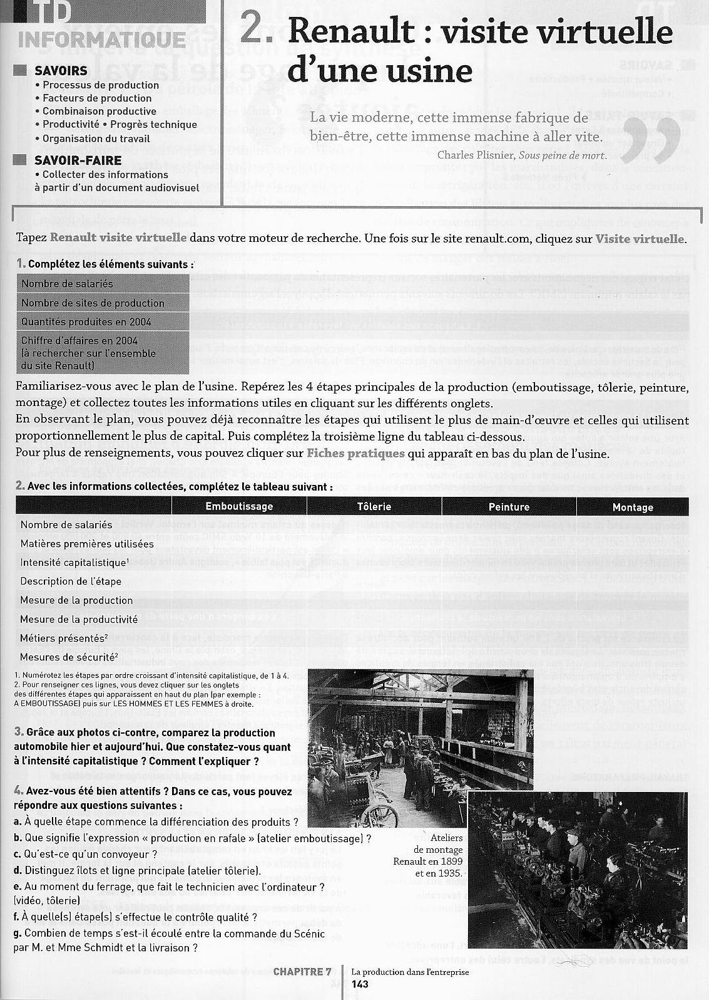 TD
INFORMATIQUE
SAVOIRS
• Processus de production
• Facteurs de production
• Combinaison productive
• Productivité • Progrès technique
• Organisation du travail
SAVOIR-FAIRE
• Collecter des informations
à partir d'un document audiovisuel
2. Renault : visite virtuelle
d'une usine
La vie moderne, cette immense fabrique de
bien-être, cette immense machine à aller vite.
Charles Plisnier, Sous peine de mort.
Tapez Renault visite virtuelle dans votre moteur de recherche. Une fois sur le site renault.com, cliquez sur Visite virtuelle.
1. Complétez les éléments suivants :
Nombre de salariés
Nombre de sites de production
Quantités produites en 2004
Chiffre d'affaires en 2004
(à rechercher sur l'ensemble
du site Renault)
Familiarisez-vous avec le plan de l'usine. Repérez les 4 étapes principales de la production (emboutissage, tôlerie, peinture,
montage) et collectez toutes les informations utiles en cliquant sur les différents onglets.
En observant le plan, vous pouvez déjà reconnaître les étapes qui utilisent le plus de main-d'œuvre et celles qui utilisent
proportionnellement le plus de capital. Puis complétez la troisième ligne du tableau ci-dessous.
Pour plus de renseignements, vous pouvez cliquer sur Fiches pratiques qui apparaît en bas du plan de l'usine.
2. Avec les informations collectées, complétez le tableau suivant :
Emboutissage Tôlerie Peinture Montage
Nombre de salariés
Matières premières utilisées
Intensité capitalistique¹
Description de l'étape
Mesure de la production
Mesure de la productivité
Métiers présentés²
Mesures de sécurité²
1. Numérotez les étapes par ordre croissant d'intensité capitalistique, de 1 à 4.
2. Pour renseigner ces lignes, vous devez cliquer sur les onglets
des différentes étapes qui apparaissent en haut du plan (par exemple :
A EMBOUTISSAGE) puis sur LES HOMMES ET LES FEMMES à droite.
3. Grâce aux photos ci-contre, comparez la production
automobile hier et aujourd'hui. Que constatez-vous quant
à l'intensité capitalistique ? Comment l'expliquer ?
4. Avez-vous été bien attentifs ? Dans ce cas, vous pouvez
répondre aux questions suivantes :
a. À quelle étape commence la différenciation des produits ?
b. Que signifie l'expression « production en rafale » (atelier emboutissage) ?
c. Qu'est-ce qu'un convoyeur ?
d. Distinguez îlots et ligne principale (atelier tôlerie).
e. Au moment du ferrage, que fait le technicien avec l'ordinateur ?
(vidéo, tôlerie)
f. À quelle(s) étape(s) s'effectue le contrôle qualité ?
g. Combien de temps s'est-il écoulé entre la commande du Scénic
par M. et Mme Schmidt et la livraison ?
Ateliers
de montage
Renault en 1899
et en 1935.
CHAPITRE 7
La production dans l'entreprise
143